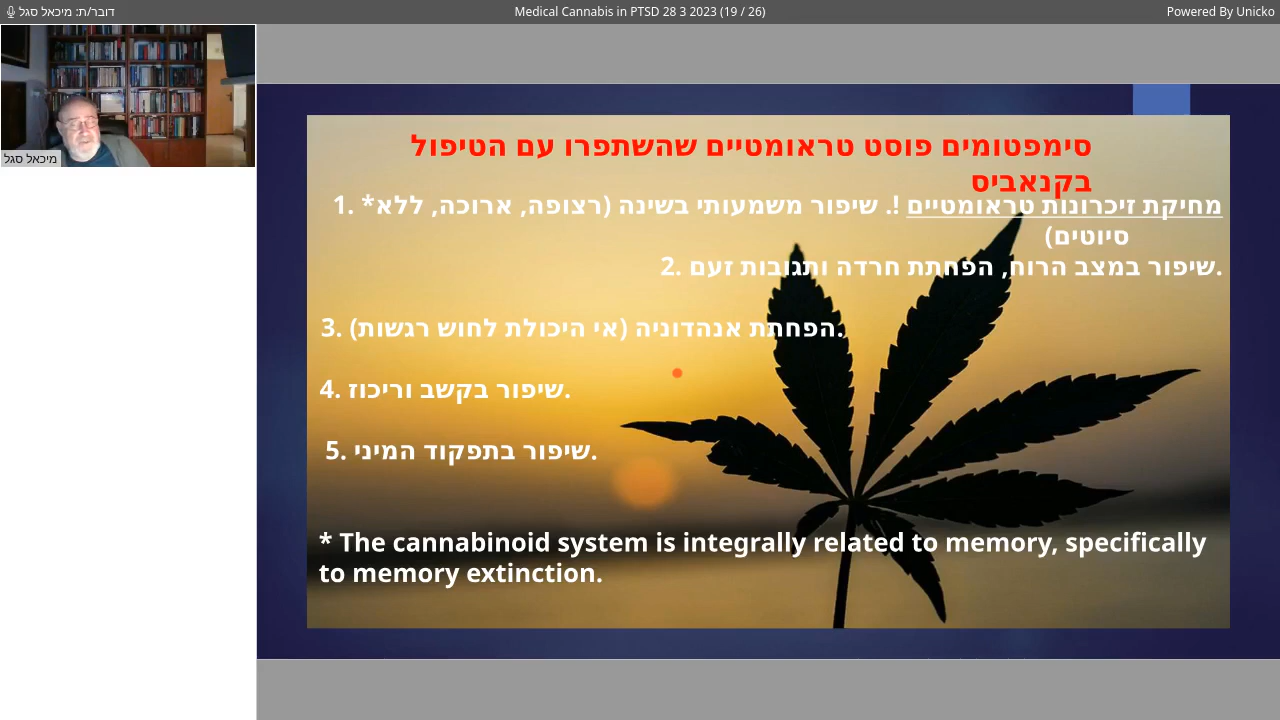 דובר/ת: מיכאל סגל
Medical Cannabis in PTSD 28 3 2023 (19 / 26)
Powered By Unicko
מיכאל סגל
סימפטומים פוסט טראומטיים שהשתפרו עם הטיפול
בקנאביס
1. *מחיקת זיכרונות טראומטיים !. שיפור משמעותי בשינה (רצופה, ארוכה, ללא
סיוטים)
2. שיפור במצב הרוח, הפחתת חרדה ותגובות זעם.
3. הפחתת אנהדוניה (אי היכולת לחוש רגשות).
4. שיפור בקשב וריכוז.
5. שיפור בתפקוד המיני.
* The cannabinoid system is integrally related to memory, specifically
to memory extinction.